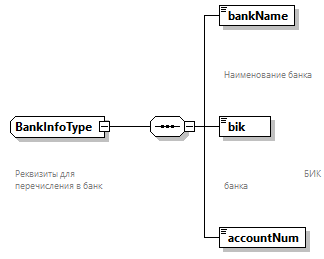 bankName
Наименование банка
BankInfoType
bik
Реквизиты для
перечисления в банк
БИК
банка
accountNum